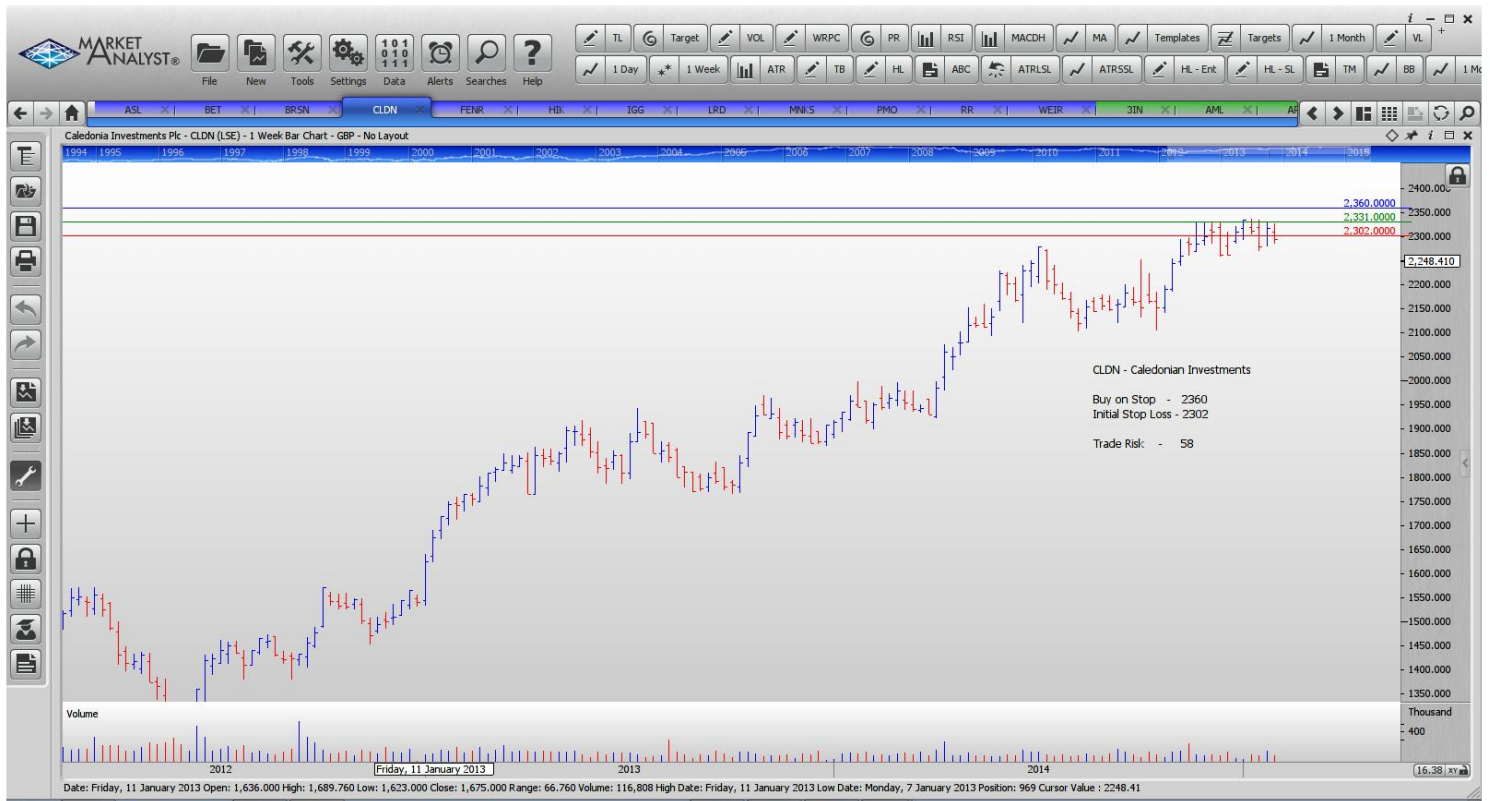 i
MARKET ANALYST®
File New Tools Settings Data Alerts Searches Help
TL Target VOL WRPC PR RSI MACDH MA Templates Targets 1 Month VL
1 Day 1 Week ATR TB HL ABC ATRLSL ATRSSL HL - Ent HL - SL TM BB
ASL BET BRSN CLDN FENR HIK IGG LRD MNKS PMO RR WEIR 3IN AML
Caledonia Investments Plc - CLDN (LSE) - 1 Week Bar Chart - GBP - No Layout
1994 1995 1996 1997 1998 1999 2000 2001 2002 2003 2004 2005 2006 2007 2008 2009 2010 2011 2012 2013 2014 2015
2400.000
2,360.0000
2350.000
2,331.0000
2,302.0000
2300.000
2,248.410
2200.000
2150.000
2100.000
2050.000
2000.000
1950.000
1900.000
1850.000
1800.000
1750.000
1700.000
1650.000
1600.000
1550.000
1500.000
1450.000
1400.000
1350.000
CLDN - Caledonian Investments
Buy on Stop - 2360
Initial Stop Loss - 2302
Trade Risk - 58
Volume
Thousand
400
2012 Friday, 11 January 2013 2013 2014
16.38 XY
Date: Friday, 11 January 2013 Open: 1,636.000 High: 1,689.760 Low: 1,623.000 Close: 1,675.000 Range: 66.760 Volume: 116,808 High Date: Friday, 11 January 2013 Low Date: Monday, 7 January 2013 Position: 969 Cursor Value : 2248.41